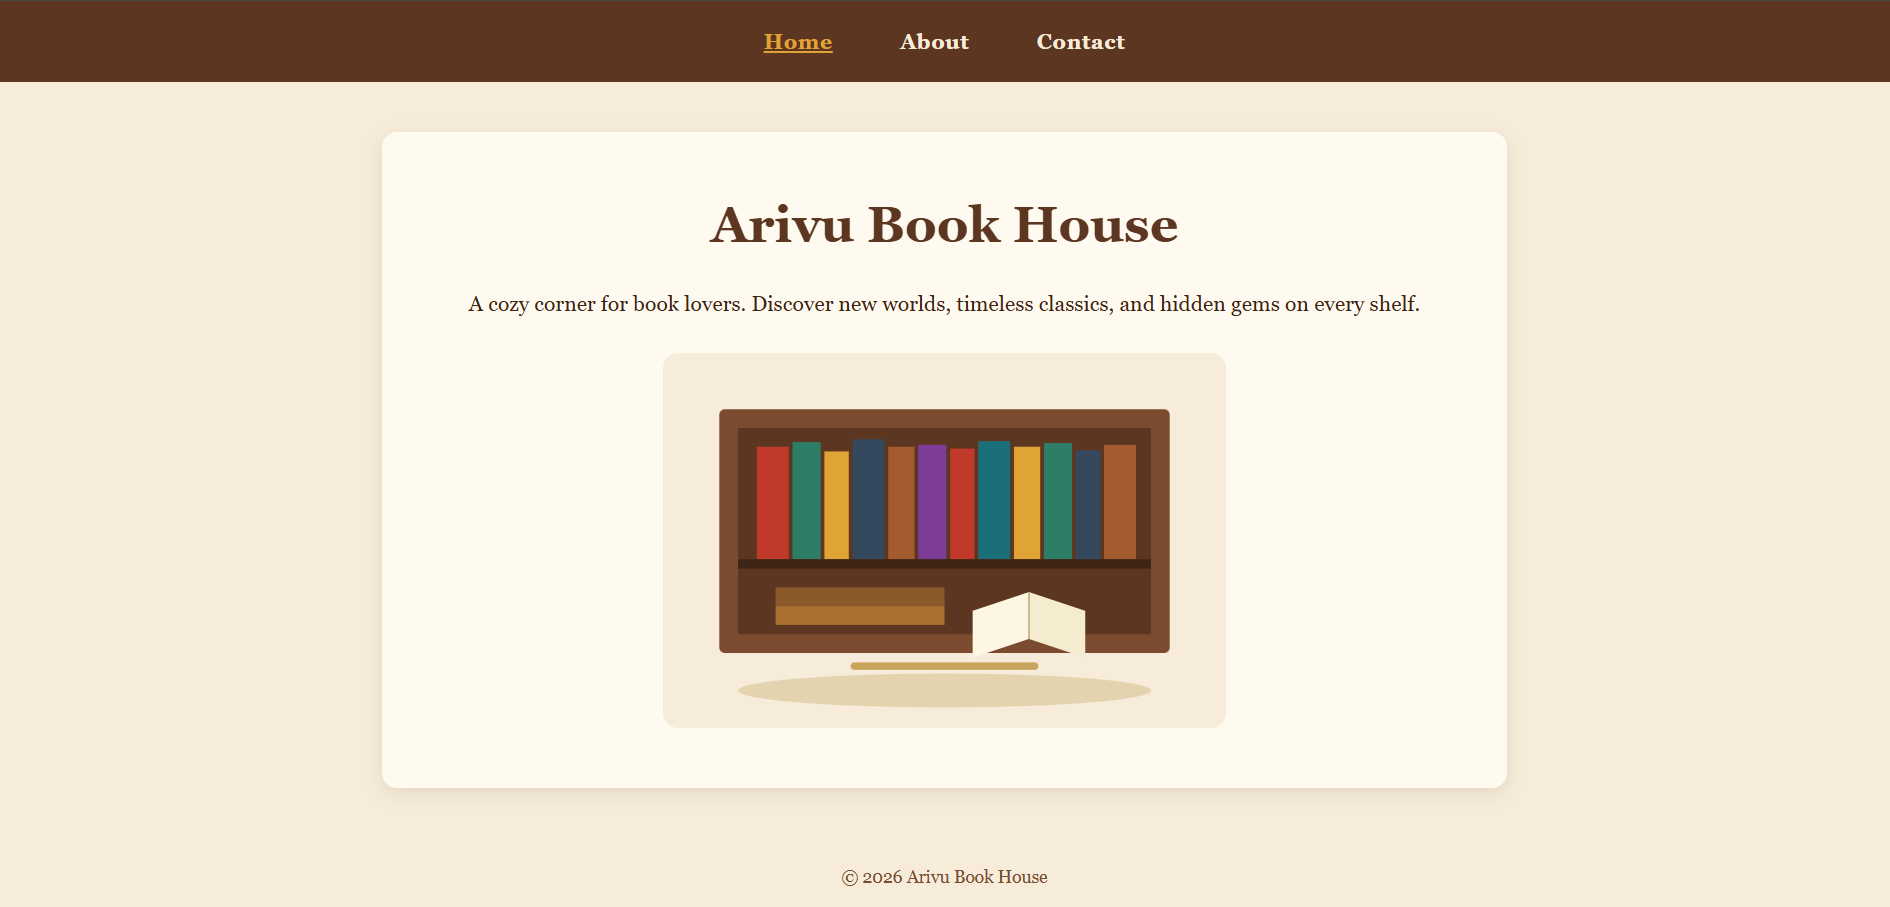 Home About Contact
Arivu Book House
A cozy corner for book lovers. Discover new worlds, timeless classics, and hidden gems on every shelf.
© 2026 Arivu Book House